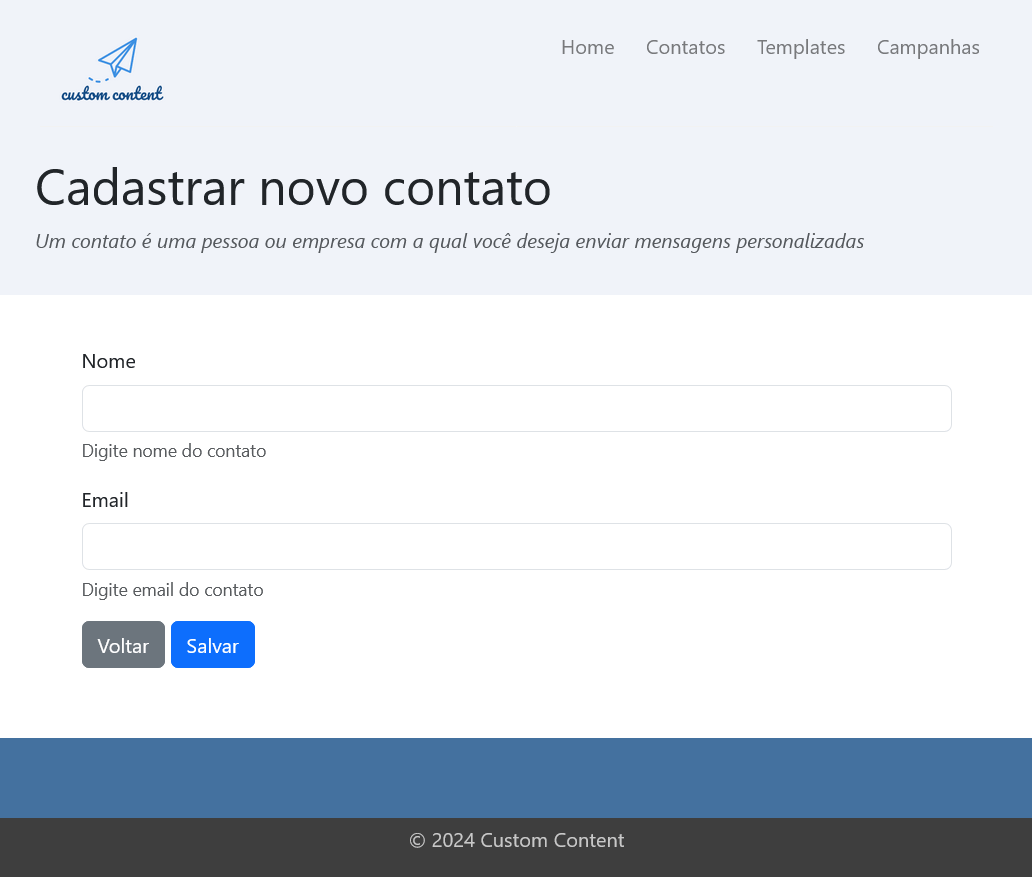 custom content
Home Contatos Templates Campanhas
Cadastrar novo contato
Um contato é uma pessoa ou empresa com a qual você deseja enviar mensagens personalizadas
Nome
Digite nome do contato
Email
Digite email do contato
Voltar Salvar
© 2024 Custom Content